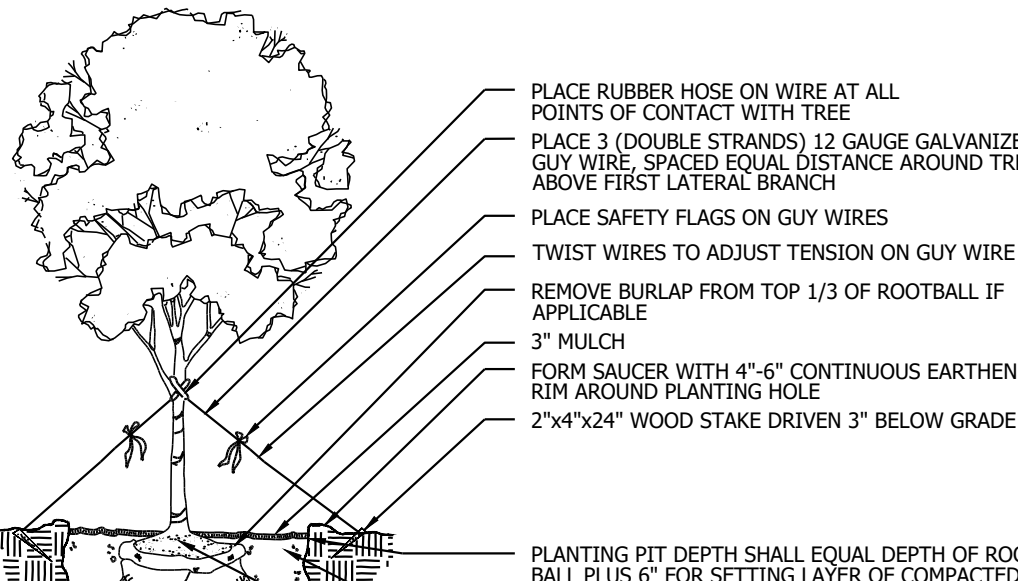 PLACE RUBBER HOSE ON WIRE AT ALL
POINTS OF CONTACT WITH TREE
PLACE 3 (DOUBLE STRANDS) 12 GAUGE
GUY WIRE, SPACED EQUAL DISTANCE AROUND
ABOVE FIRST LATERAL BRANCH
PLACE SAFETY FLAGS ON GUY WIRES
TWIST WIRES TO ADJUST TENSION ON GUY WIRE
REMOVE BURLAP FROM TOP 1/3 OF ROOTBALL IF
APPLICABLE
3" MULCH
FORM SAUCER WITH 4"-6" CONTINUOUS EARTHEN
RIM AROUND PLANTING HOLE
2"x4"x24" WOOD STAKE DRIVEN 3" BELOW GRADE
PLANTING PIT DEPTH SHALL EQUAL DEPTH OF
BALL PLUS 6" FOR SETTING LAYER OF COMPACTED